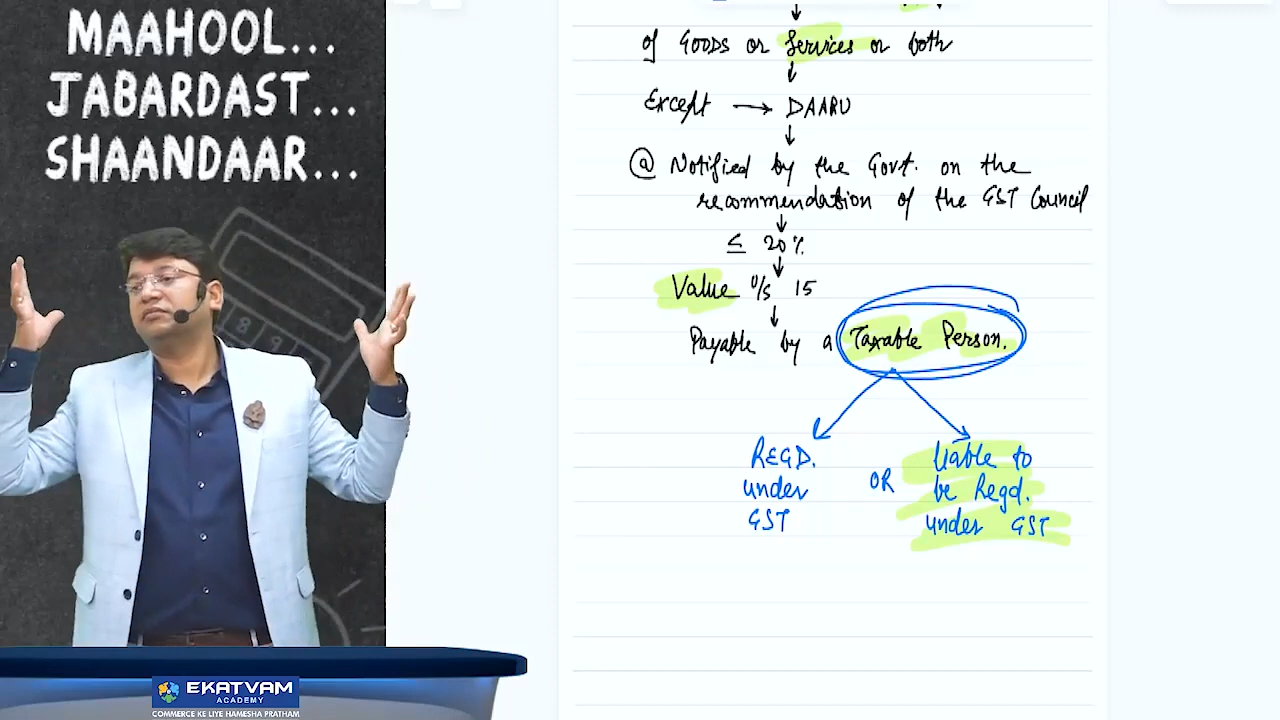 MAAHOOL...
JABARDAST...
SHAANDAAR...
EKATVAM
ACADEMY
COMMERCE KE LIYE HAMESHA PRATHAM
of Goods or Services or both
Except → DAARU
@ Notified by the Govt. on the
recommendation of the GST Council
≤ 20%
Value u/s 15
Payable by a Taxable Person.
REGD.
under
GST
OR
liable to
be Regd.
under GST